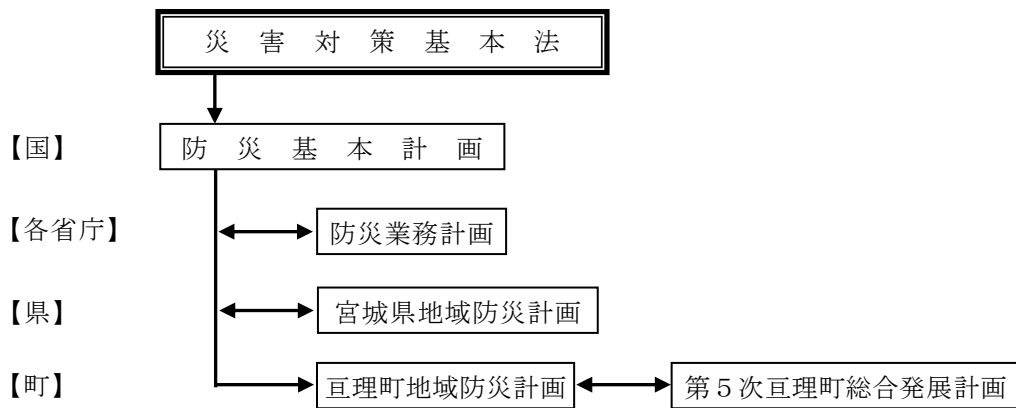 災害対策基本法
【国】 防災基本計画
【各省庁】 防災業務計画
【県】 宮城県地域防災計画
【町】 亘理町地域防災計画 第５次亘理町総合発展計画